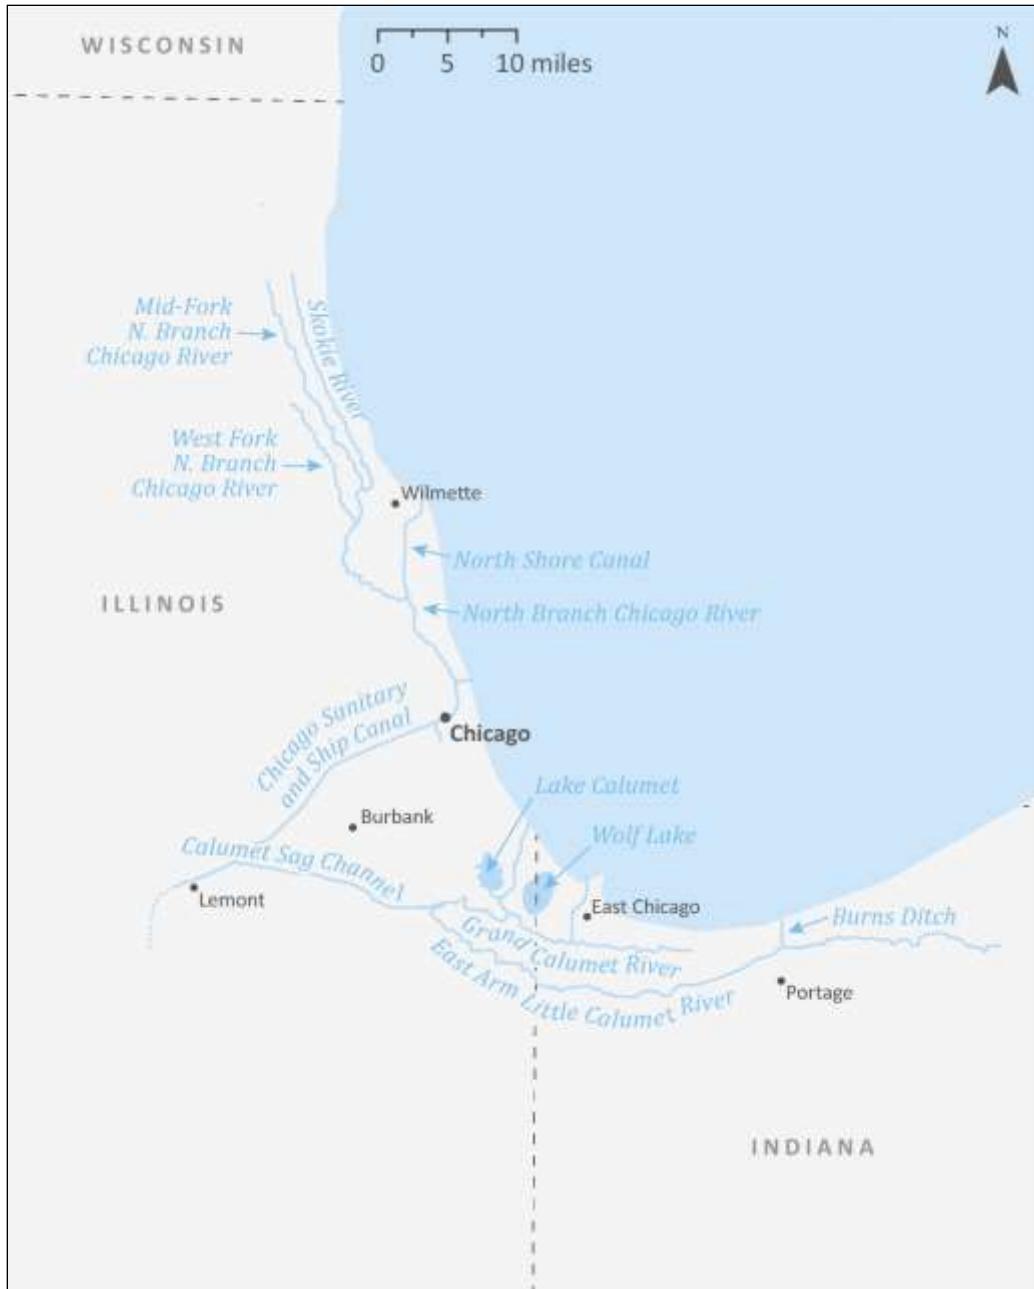 WISCONSIN
0 5 10 miles
N
Mid-Fork
N. Branch
Chicago River
Skokie River
West Fork
N. Branch
Chicago River
Wilmette
North Shore Canal
ILLINOIS
North Branch Chicago River
Chicago Sanitary
and Ship Canal
Chicago
Lake Calumet
Burbank
Wolf Lake
Calumet Sag Channel
Lemont
East Chicago
Burns Ditch
Grand Calumet River
East Arm Little Calumet River
Portage
INDIANA